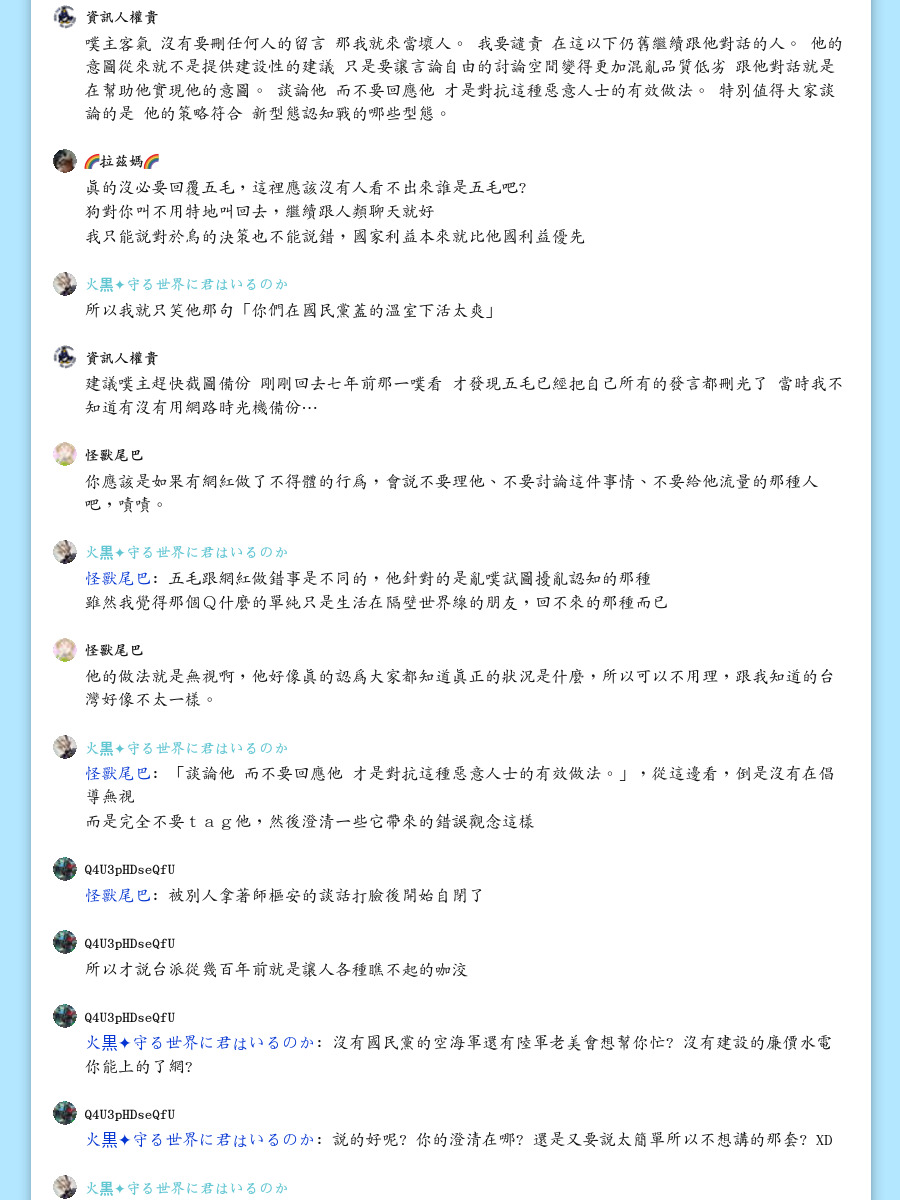 資訊人權貴
噗主客氣 沒有要刪任何人的留言 那我就來當壞人。 我要譴責 在這以下仍舊繼續跟他對話的人。 他的
意圖從來就不是提供建設性的建議 只是要讓言論自由的討論空間變得更加混亂品質低劣 跟他對話就是
在幫助他實現他的意圖。 談論他 而不要回應他 才是對抗這種惡意人士的有效做法。 特別值得大家談
論的是 他的策略符合 新型態認知戰的哪些型態。
🌈拉茲媽🌈
真的沒必要回覆五毛，這裡應該沒有人看不出來誰是五毛吧?
狗對你叫不用特地叫回去，繼續跟人類聊天就好
我只能說對於烏的決策也不能說錯，國家利益本來就比他國利益優先
火黒✦守る世界に君はいるのか
所以我就只笑他那句「你們在國民黨蓋的溫室下活太爽」
資訊人權貴
建議噗主趕快截圖備份 剛剛回去七年前那一噗看 才發現五毛已經把自己所有的發言都刪光了 當時我不
知道有沒有用網路時光機備份…
怪獸尾巴
你應該是如果有網紅做了不得體的行為，會說不要理他、不要討論這件事情、不要給他流量的那種人
吧，嘖嘖。
火黒✦守る世界に君はいるのか
怪獸尾巴: 五毛跟網紅做錯事是不同的，他針對的是亂噗試圖擾亂認知的那種
雖然我覺得那個Ｑ什麼的單純只是生活在隔壁世界線的朋友，回不來的那種而已
怪獸尾巴
他的做法就是無視啊，他好像真的認為大家都知道真正的狀況是什麼，所以可以不用理，跟我知道的台
灣好像不太一樣。
火黒✦守る世界に君はいるのか
怪獸尾巴: 「談論他 而不要回應他 才是對抗這種惡意人士的有效做法。」，從這邊看，倒是沒有在倡
導無視
而是完全不要ｔａｇ他，然後澄清一些它帶來的錯誤觀念這樣
Q4U3pHDseQfU
怪獸尾巴: 被別人拿著師樞安的談話打臉後開始自閉了
Q4U3pHDseQfU
所以才說台派從幾百年前就是讓人各種瞧不起的咖洨
Q4U3pHDseQfU
火黒✦守る世界に君はいるのか: 沒有國民黨的空海軍還有陸軍老美會想幫你忙? 沒有建設的廉價水電
你能上的了網?
Q4U3pHDseQfU
火黒✦守る世界に君はいるのか: 說的好呢? 你的澄清在哪? 還是又要說太簡單所以不想講的那套? XD
火黒✦守る世界に君はいるのか